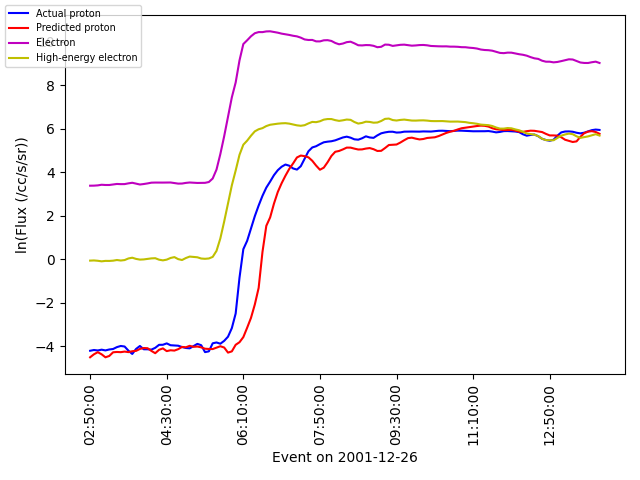 Actual proton
Predicted proton
Electron
High-energy electron
8
6
4
2
0
−2
−4
ln(Flux (/cc/s/sr))
02:50:00
04:30:00
06:10:00
07:50:00
09:30:00
11:10:00
12:50:00
Event on 2001-12-26